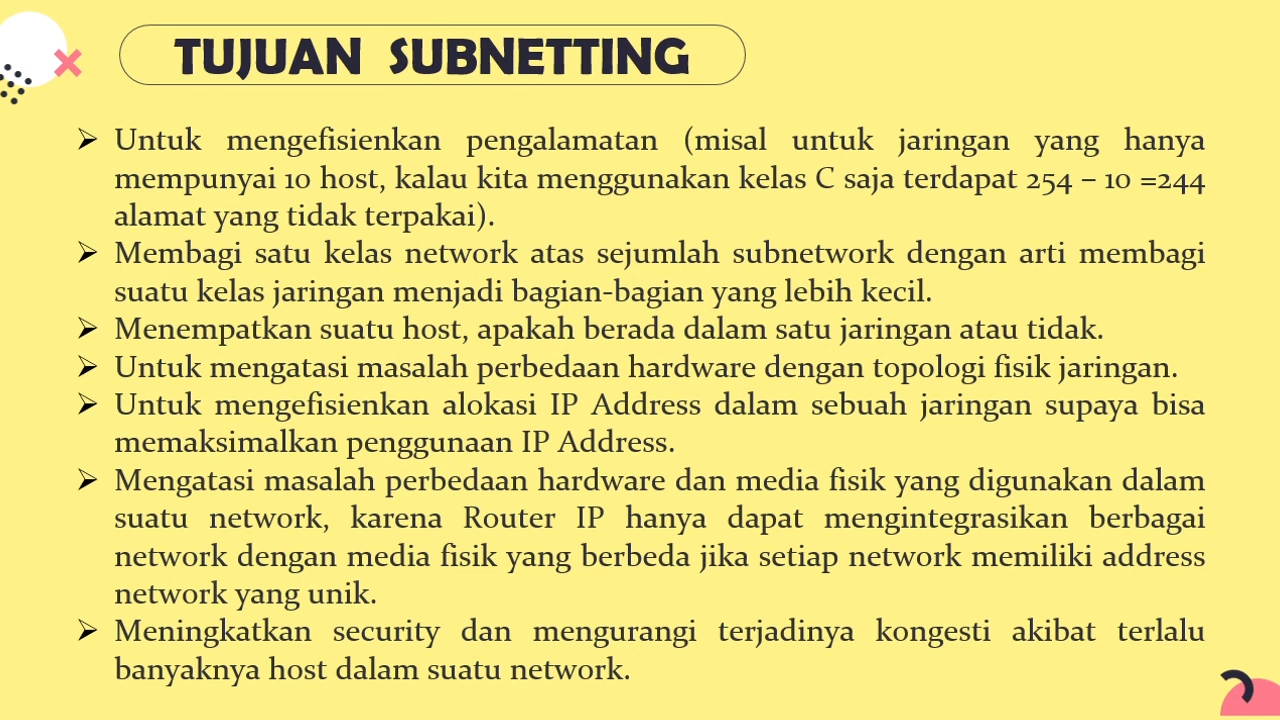 TUJUAN SUBNETTING
➢ Untuk mengefisienkan pengalamatan (misal untuk jaringan yang hanya
mempunyai 10 host, kalau kita menggunakan kelas C saja terdapat 254 – 10 =244
alamat yang tidak terpakai).
➢ Membagi satu kelas network atas sejumlah subnetwork dengan arti membagi
suatu kelas jaringan menjadi bagian-bagian yang lebih kecil.
➢ Menempatkan suatu host, apakah berada dalam satu jaringan atau tidak.
➢ Untuk mengatasi masalah perbedaan hardware dengan topologi fisik jaringan.
➢ Untuk mengefisienkan alokasi IP Address dalam sebuah jaringan supaya bisa
memaksimalkan penggunaan IP Address.
➢ Mengatasi masalah perbedaan hardware dan media fisik yang digunakan dalam
suatu network, karena Router IP hanya dapat mengintegrasikan berbagai
network dengan media fisik yang berbeda jika setiap network memiliki address
network yang unik.
➢ Meningkatkan security dan mengurangi terjadinya kongesti akibat terlalu
banyaknya host dalam suatu network.